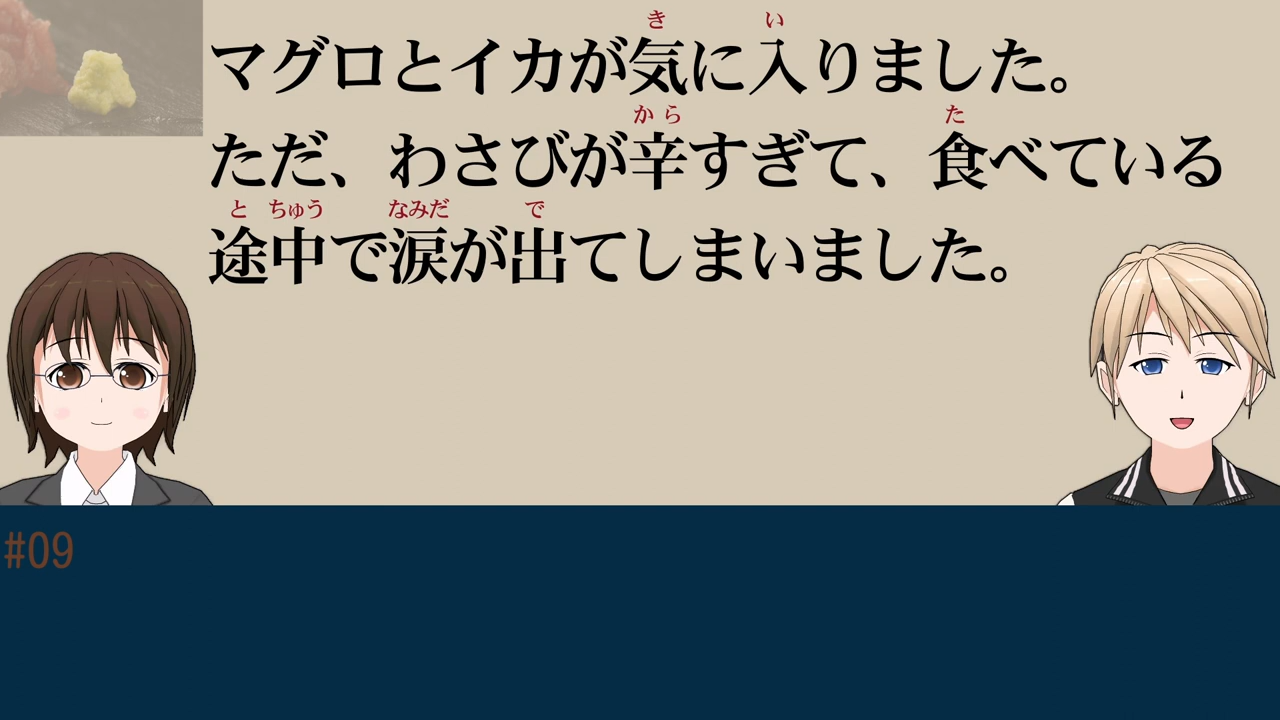 マグロとイカが気に入りました。
ただ、わさびが辛すぎて、食べている
途中で涙が出てしまいました。
#09